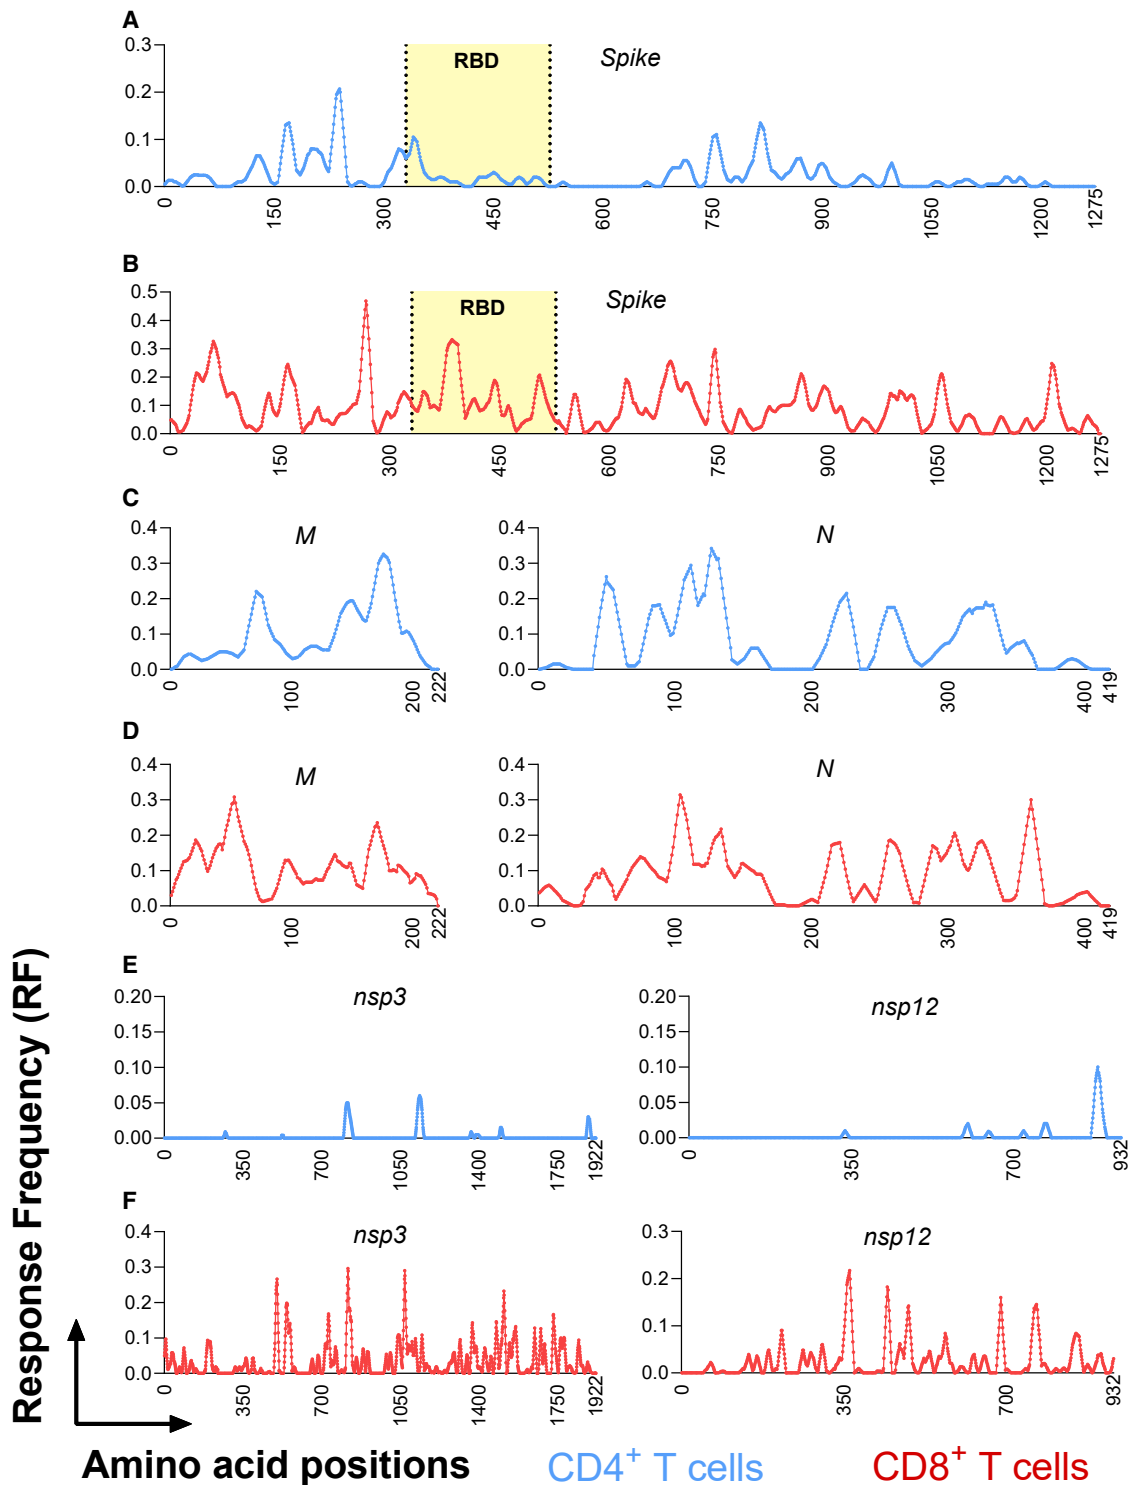 A
0.3
0.2
0.1
0.0
RBD
Spike
0 150 300 450 600 750 900 1050 1200 1275
B
0.5
0.4
0.3
0.2
0.1
0.0
RBD
Spike
0 150 300 450 600 750 900 1050 1200 1275
C
0.4
0.3
0.2
0.1
0.0
M
0 100 200 222
0.4
0.3
0.2
0.1
0.0
N
0 100 200 300 400 419
D
0.4
0.3
0.2
0.1
0.0
M
0 100 200 222
0.4
0.3
0.2
0.1
0.0
N
0 100 200 300 400 419
E
0.20
0.15
0.10
0.05
0.00
nsp3
0 350 700 1050 1400 1750 1922
0.20
0.15
0.10
0.05
0.00
nsp12
0 350 700 932
F
0.4
0.3
0.2
0.1
0.0
nsp3
0 350 700 1050 1400 1750 1922
0.3
0.2
0.1
0.0
nsp12
0 350 700 932
Response Frequency (RF)
Amino acid positions
CD4+ T cells
CD8+ T cells